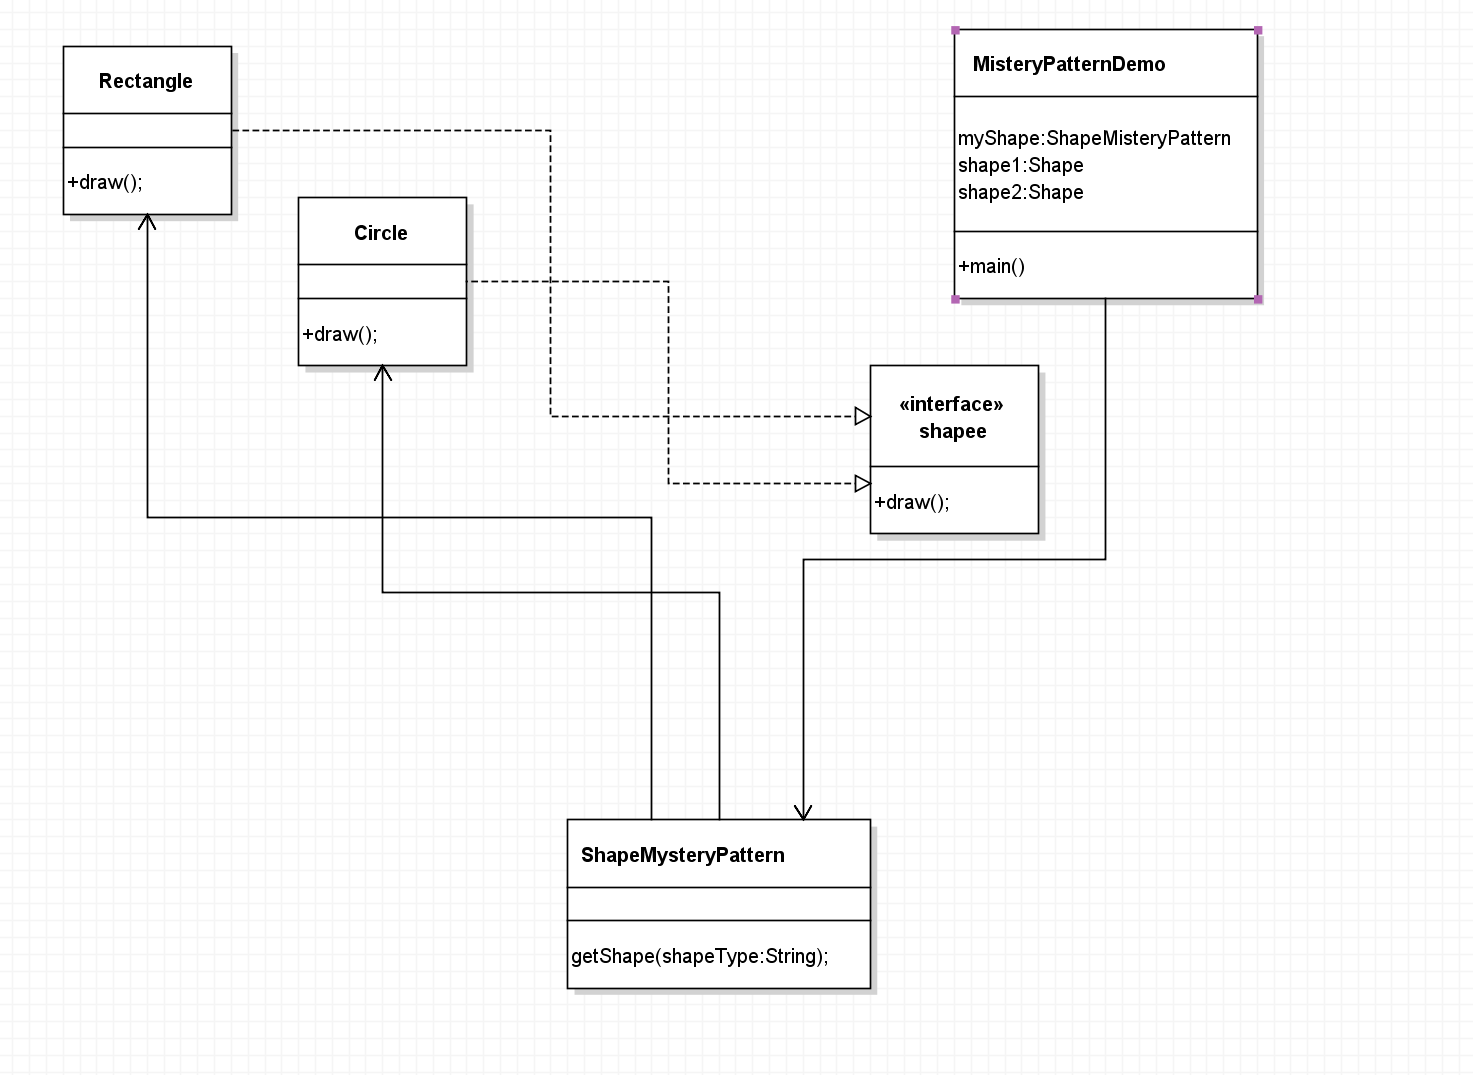 Rectangle
+draw();
Circle
+draw();
MisteryPatternDemo
myShape:ShapeMisteryPattern
shape1:Shape
shape2:Shape
+main()
«interface»
shapee
+draw();
ShapeMysteryPattern
getShape(shapeType:String);